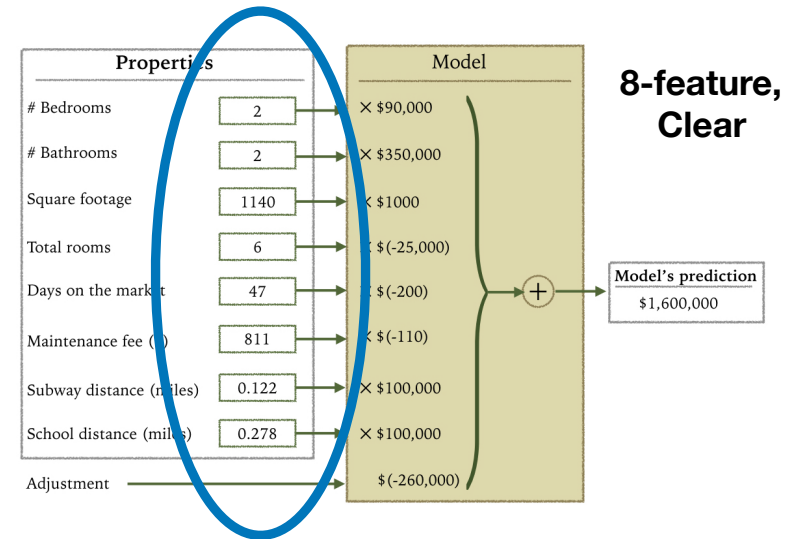 Properties
Model
8-feature,
Clear
# Bedrooms 2 × $90,000
# Bathrooms 2 × $350,000
Square footage 1140 × $1000
Total rooms 6 × $(-25,000)
Days on the market 47 × $(-200)
Maintenance fee ($) 811 × $(-110)
Subway distance (miles) 0.122 × $100,000
School distance (miles) 0.278 × $100,000
Adjustment $(-260,000)
+
Model's prediction
$1,600,000